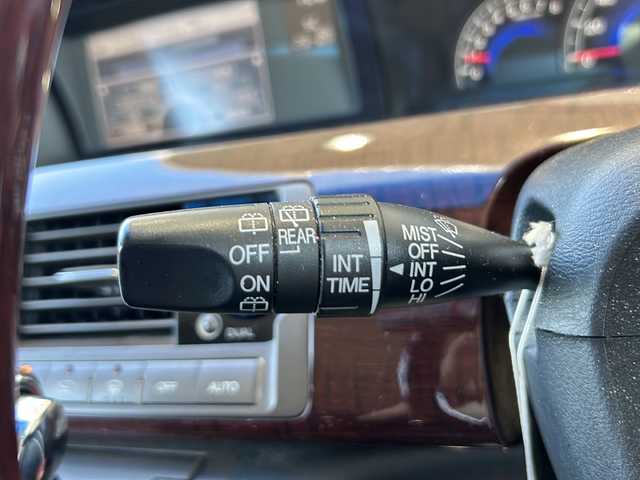 OFF
ON
REAR
INT
TIME
MIST
OFF
INT
LO
HI
DUAL
OFF
AUTO